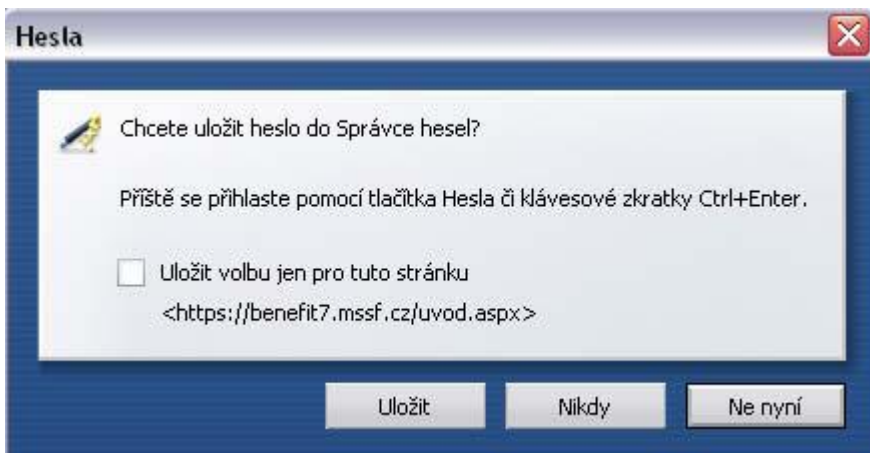 Hesla
Chcete uložit heslo do Správce hesel?
Příště se přihlaste pomocí tlačítka Hesla či klávesové zkratky Ctrl+Enter.
Uložit volbu jen pro tuto stránku
<https://benefit7.mssf.cz/uvod.aspx>
Uložit Nikdy Ne nyní